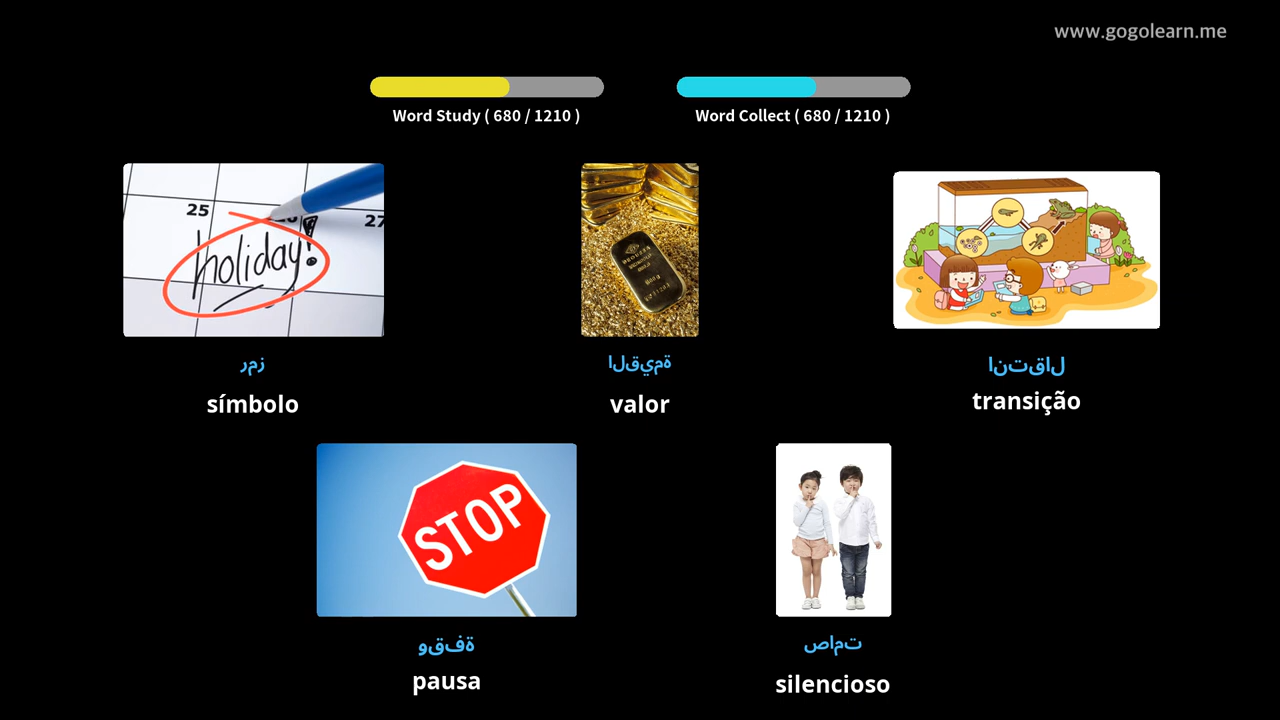 www.gogolearn.me
Word Study ( 680 / 1210 )
Word Collect ( 680 / 1210 )
25
27
holiday!
رمز
القيمة
انتقال
símbolo
valor
transição
STOP
وقفة
صامت
pausa
silencioso